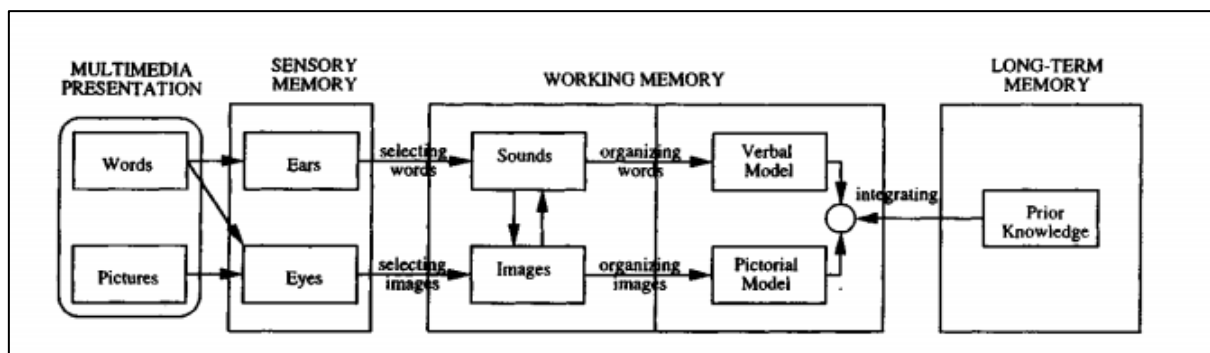 MULTIMEDIA
PRESENTATION
SENSORY
MEMORY
WORKING MEMORY
LONG-TERM
MEMORY
Words
Ears
selecting
words
Sounds
organizing
words
Verbal
Model
integrating
Prior
Knowledge
Pictures
Eyes
selecting
images
Images
organizing
images
Pictorial
Model